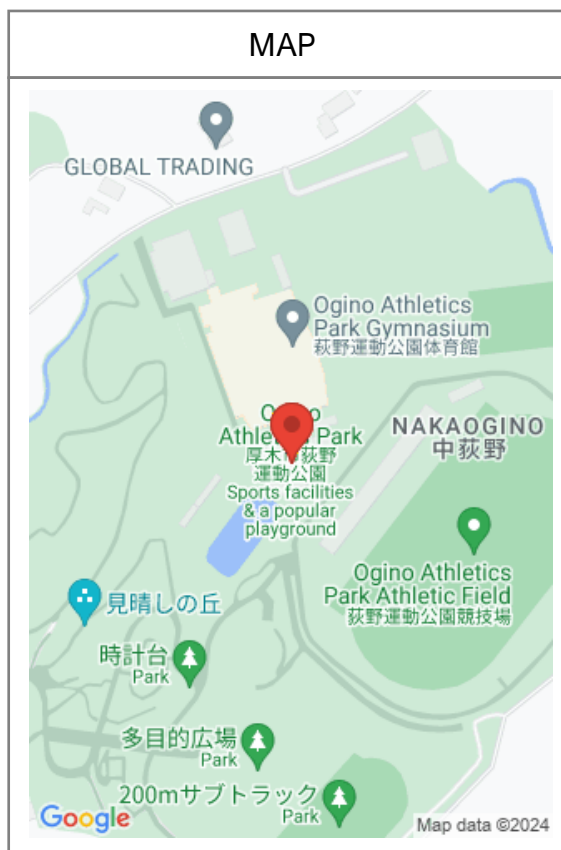 MAP
GLOBAL TRADING
Ogino Athletics
Park Gymnasium
荻野運動公園体育館
Park
厚木市荻野
運動公園
Sports facilities
& a popular
playground
NAKAOGINO
中荻野
Ogino Athletics
Park Athletic Field
荻野運動公園競技場
見晴しの丘
時計台
Park
多目的広場
Park
200mサブトラック
Park
Google
Map data ©2024